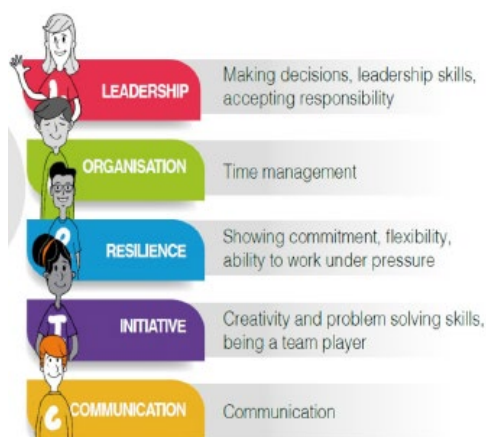 LEADERSHIP
Making decisions, leadership skills,
accepting responsibility
ORGANISATION
Time management
RESILIENCE
Showing commitment, flexibility,
ability to work under pressure
INITIATIVE
Creativity and problem solving skills,
being a team player
COMMUNICATION
Communication